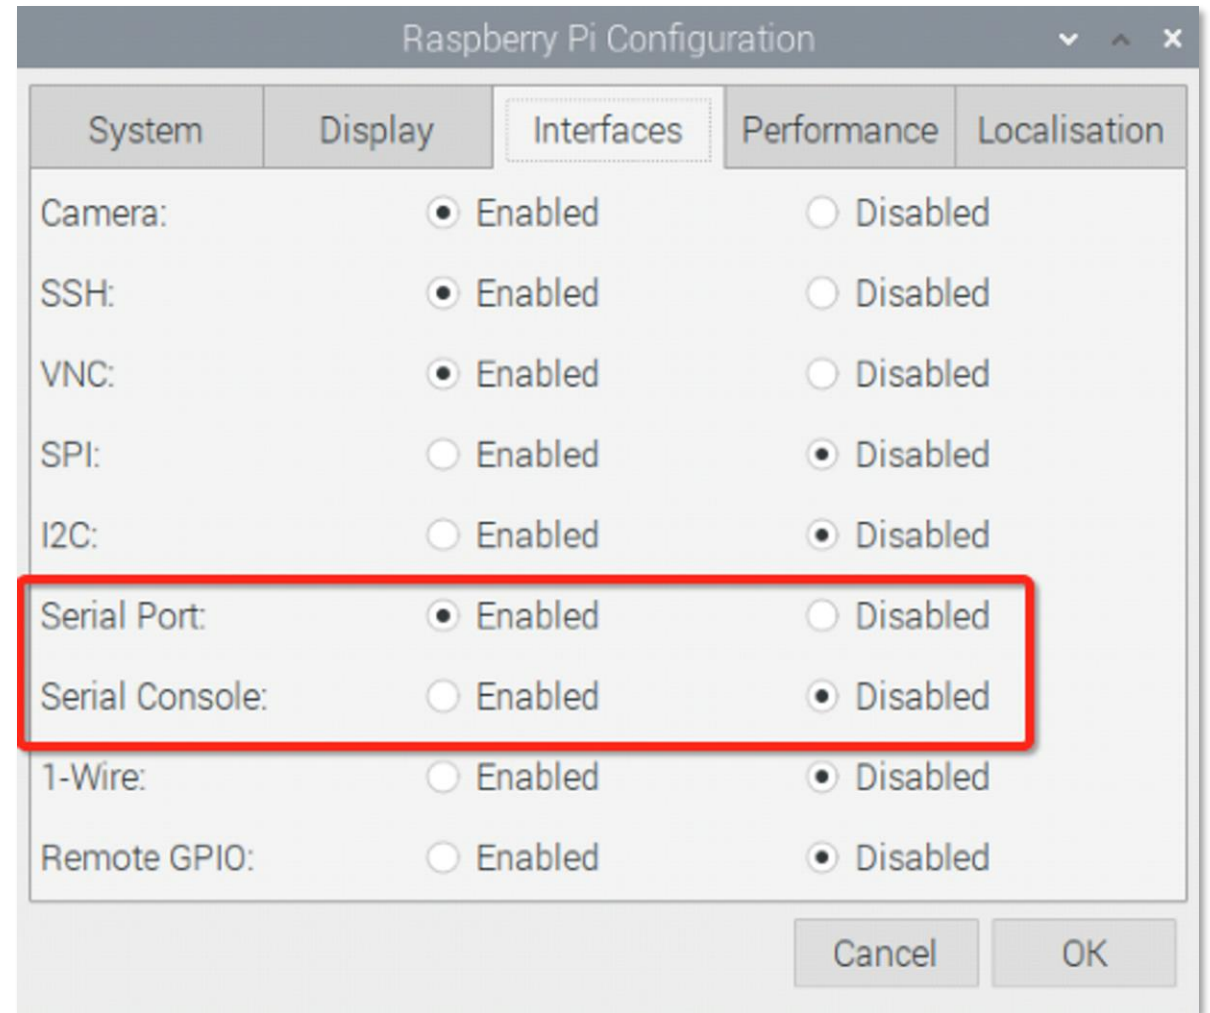 Raspberry Pi Configuration
System Display Interfaces Performance Localisation
Camera: Enabled Disabled
SSH: Enabled Disabled
VNC: Enabled Disabled
SPI: Enabled Disabled
I2C: Enabled Disabled
Serial Port: Enabled Disabled
Serial Console: Enabled Disabled
1-Wire: Enabled Disabled
Remote GPIO: Enabled Disabled
Cancel OK